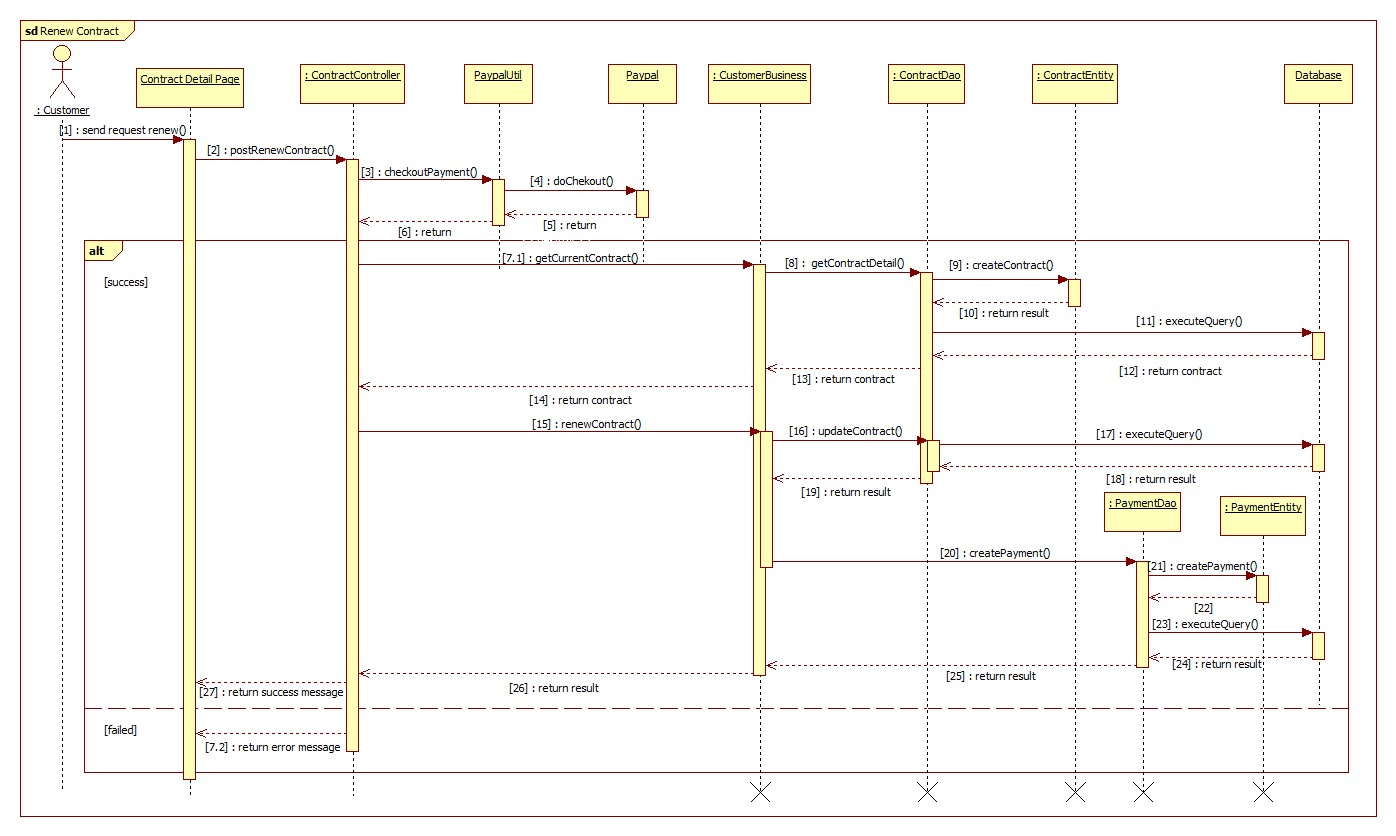 sd Renew Contract
: Customer
Contract Detail Page
: ContractController
PaypalUtil
Paypal
: CustomerBusiness
: ContractDao
: ContractEntity
Database
[1] : send request renew()
[2] : postRenewContract()
[3] : checkoutPayment()
[4] : doChekout()
[5] : return
[6] : return
alt
[success]
[7.1] : getCurrentContract()
[8] : getContractDetail()
[9] : createContract()
[10] : return result
[11] : executeQuery()
[12] : return contract
[13] : return contract
[14] : return contract
[15] : renewContract()
[16] : updateContract()
[17] : executeQuery()
[18] : return result
[19] : return result
: PaymentDao
: PaymentEntity
[20] : createPayment()
[21] : createPayment()
[22]
[23] : executeQuery()
[24] : return result
[25] : return result
[26] : return result
[27] : return success message
[failed]
[7.2] : return error message